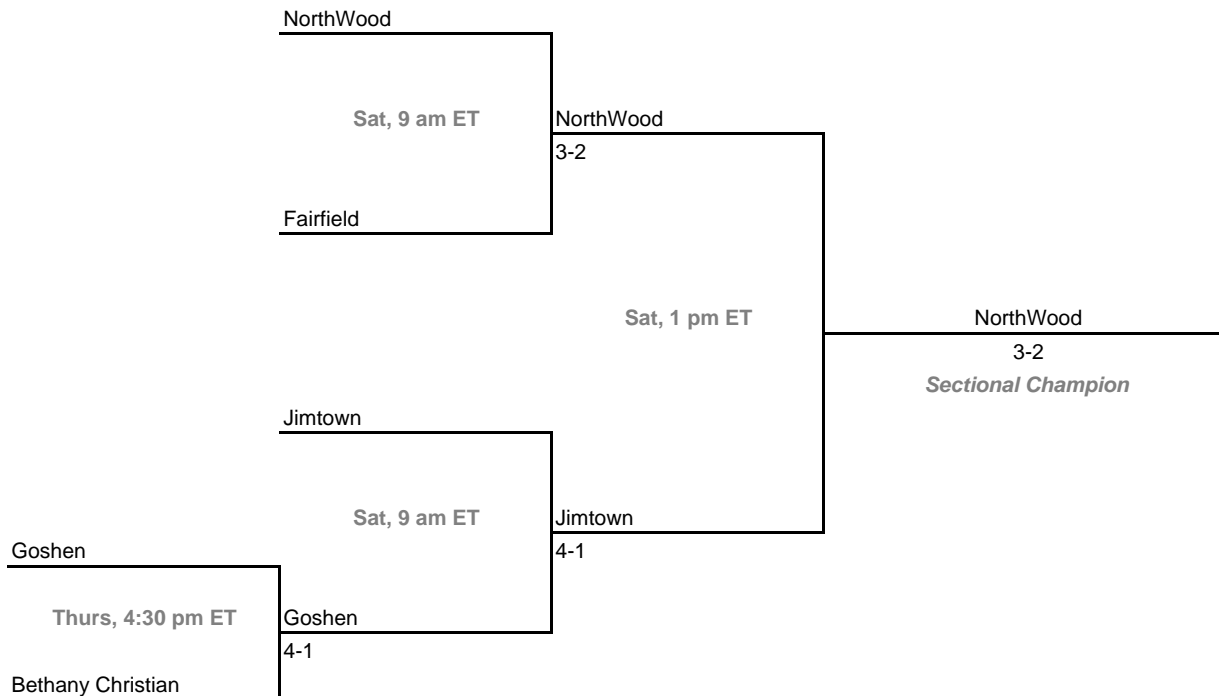 NorthWood
Sat, 9 am ET
NorthWood
3-2
Fairfield
Sat, 1 pm ET
NorthWood
3-2
Sectional Champion
Jimtown
Sat, 9 am ET
Jimtown
4-1
Goshen
Thurs, 4:30 pm ET
Goshen
4-1
Bethany Christian